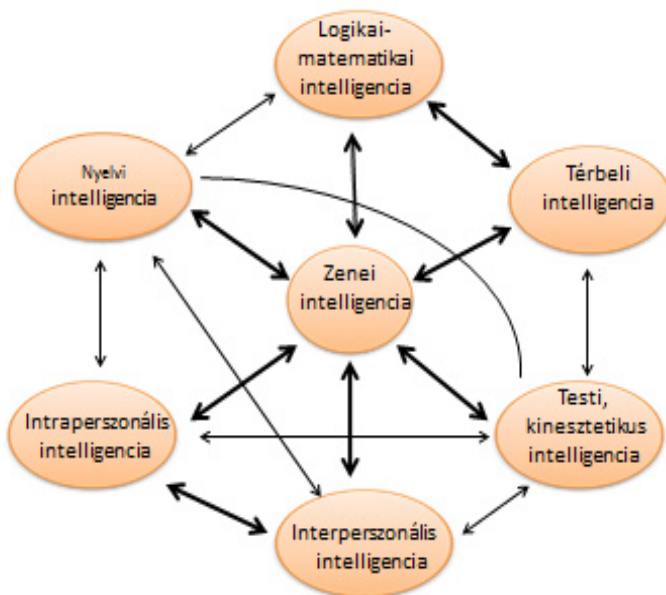 Logikai-
matematikai
intelligencia
Nyelvi
intelligencia
Térbeli
intelligencia
Zenei
intelligencia
Intraperszonális
intelligencia
Testi,
kinesztetikus
intelligencia
Interperszonális
intelligencia